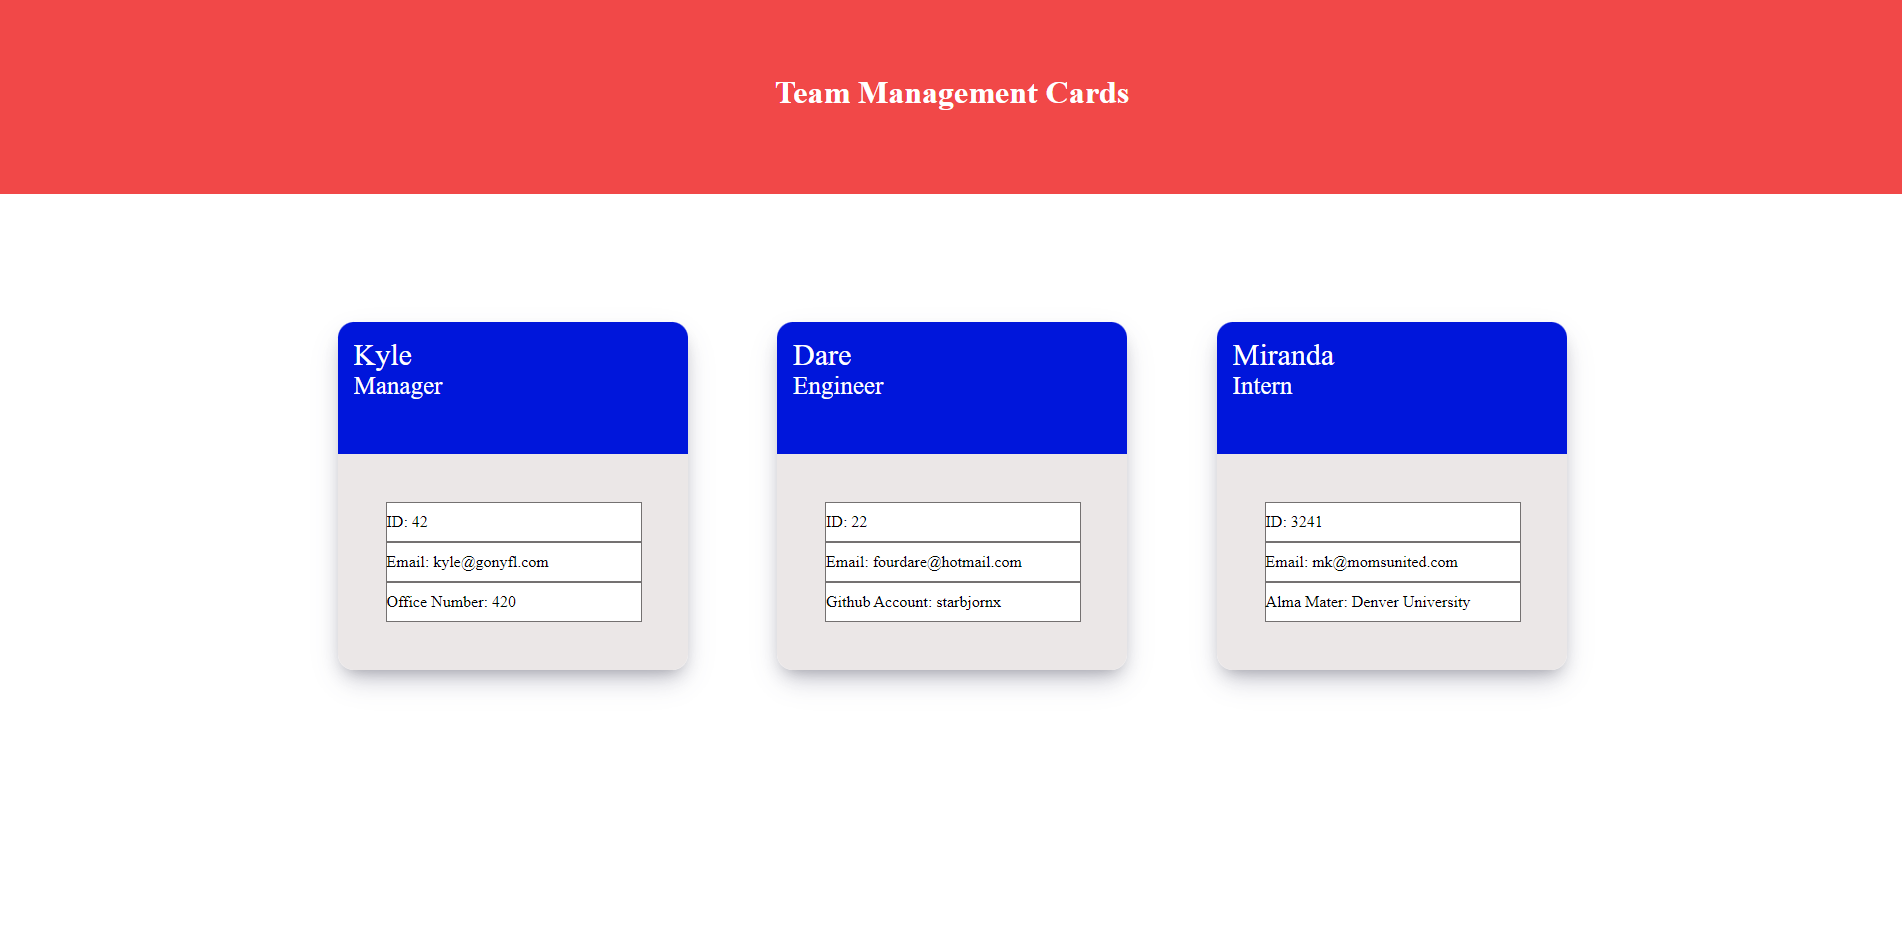 Team Management Cards
Kyle
Manager
ID: 42
Email: kyle@gonyfl.com
Office Number: 420
Dare
Engineer
ID: 22
Email: fourdare@hotmail.com
Github Account: starbjornx
Miranda
Intern
ID: 3241
Email: mk@momsunited.com
Alma Mater: Denver University